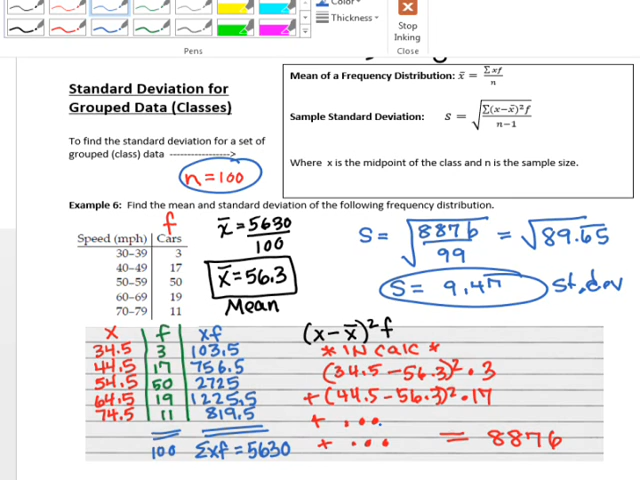 Color
Thickness
Stop
Inking
Pens
Close
Standard Deviation for
Grouped Data (Classes)
To find the standard deviation for a set of
grouped (class) data ---------------->
n = 100
Mean of a Frequency Distribution: x̄ = Σxf / n
Sample Standard Deviation: S = √(Σ(x−x̄)²f / n−1)
Where x is the midpoint of the class and n is the sample size.
Example 6: Find the mean and standard deviation of the following frequency distribution.
f
Speed (mph) Cars
30–39 3
40–49 17
50–59 50
60–69 19
70–79 11
x̄ = 5630 / 100
x̄ = 56.3
Mean
S = √(8876 / 99) = √89.65
S = 9.47 st. dev
x f xf
34.5 3 103.5
44.5 17 756.5
54.5 50 2725
64.5 19 1225.5
74.5 11 819.5
100 Σxf = 5630
(x − x̄)² f
* IN CALC *
(34.5 − 56.3)² · 3
+ (44.5 − 56.3)² · 17
+ ...
+ ... = 8876